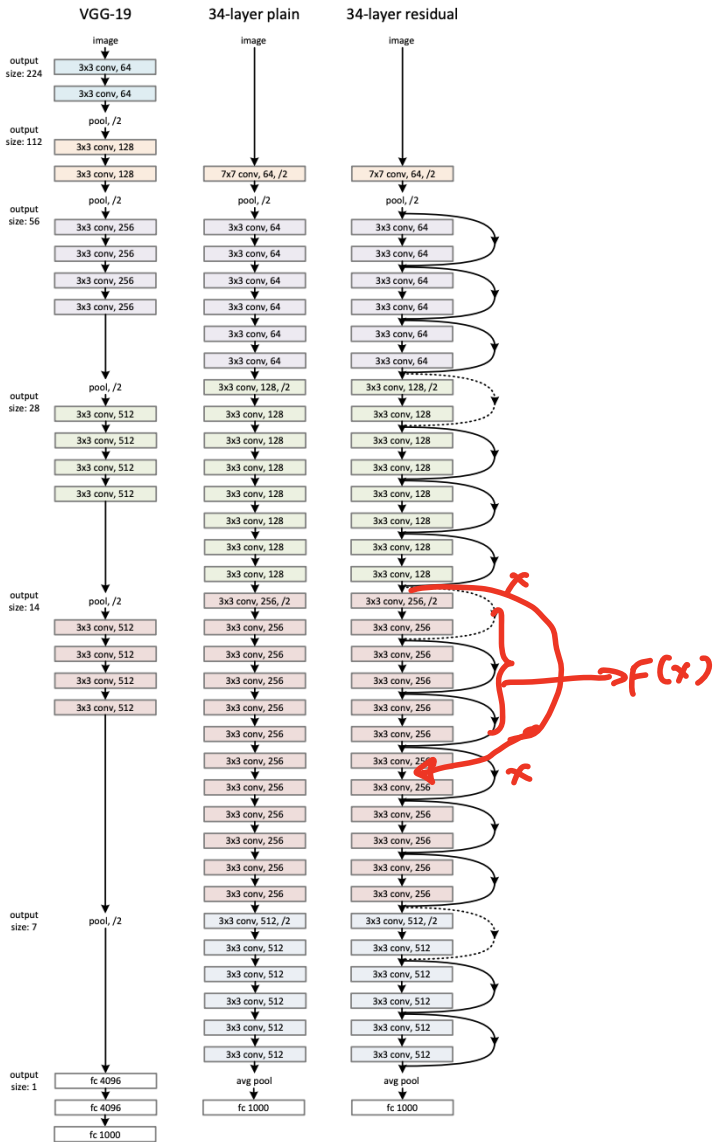 VGG-19
34-layer plain
34-layer residual
output
size: 224
image
3x3 conv, 64
3x3 conv, 64
pool, /2
output
size: 112
3x3 conv, 128
3x3 conv, 128
pool, /2
output
size: 56
3x3 conv, 256
3x3 conv, 256
3x3 conv, 256
3x3 conv, 256
pool, /2
output
size: 28
3x3 conv, 512
3x3 conv, 512
3x3 conv, 512
3x3 conv, 512
pool, /2
output
size: 14
3x3 conv, 512
3x3 conv, 512
3x3 conv, 512
3x3 conv, 512
output
size: 7
pool, /2
output
size: 1
fc 4096
fc 4096
fc 1000
image
7x7 conv, 64, /2
pool, /2
3x3 conv, 64
3x3 conv, 64
3x3 conv, 64
3x3 conv, 64
3x3 conv, 64
3x3 conv, 64
3x3 conv, 128, /2
3x3 conv, 128
3x3 conv, 128
3x3 conv, 128
3x3 conv, 128
3x3 conv, 128
3x3 conv, 128
3x3 conv, 128
3x3 conv, 256, /2
3x3 conv, 256
3x3 conv, 256
3x3 conv, 256
3x3 conv, 256
3x3 conv, 256
3x3 conv, 256
3x3 conv, 256
3x3 conv, 256
3x3 conv, 256
3x3 conv, 256
3x3 conv, 256
3x3 conv, 512, /2
3x3 conv, 512
3x3 conv, 512
3x3 conv, 512
3x3 conv, 512
3x3 conv, 512
avg pool
fc 1000
image
7x7 conv, 64, /2
pool, /2
3x3 conv, 64
3x3 conv, 64
3x3 conv, 64
3x3 conv, 64
3x3 conv, 64
3x3 conv, 64
3x3 conv, 128, /2
3x3 conv, 128
3x3 conv, 128
3x3 conv, 128
3x3 conv, 128
3x3 conv, 128
3x3 conv, 128
3x3 conv, 128
3x3 conv, 256, /2
3x3 conv, 256
3x3 conv, 256
3x3 conv, 256
3x3 conv, 256
3x3 conv, 256
3x3 conv, 256
3x3 conv, 256
3x3 conv, 256
3x3 conv, 256
3x3 conv, 256
3x3 conv, 256
3x3 conv, 512, /2
3x3 conv, 512
3x3 conv, 512
3x3 conv, 512
3x3 conv, 512
3x3 conv, 512
avg pool
fc 1000
x
F(x)
x